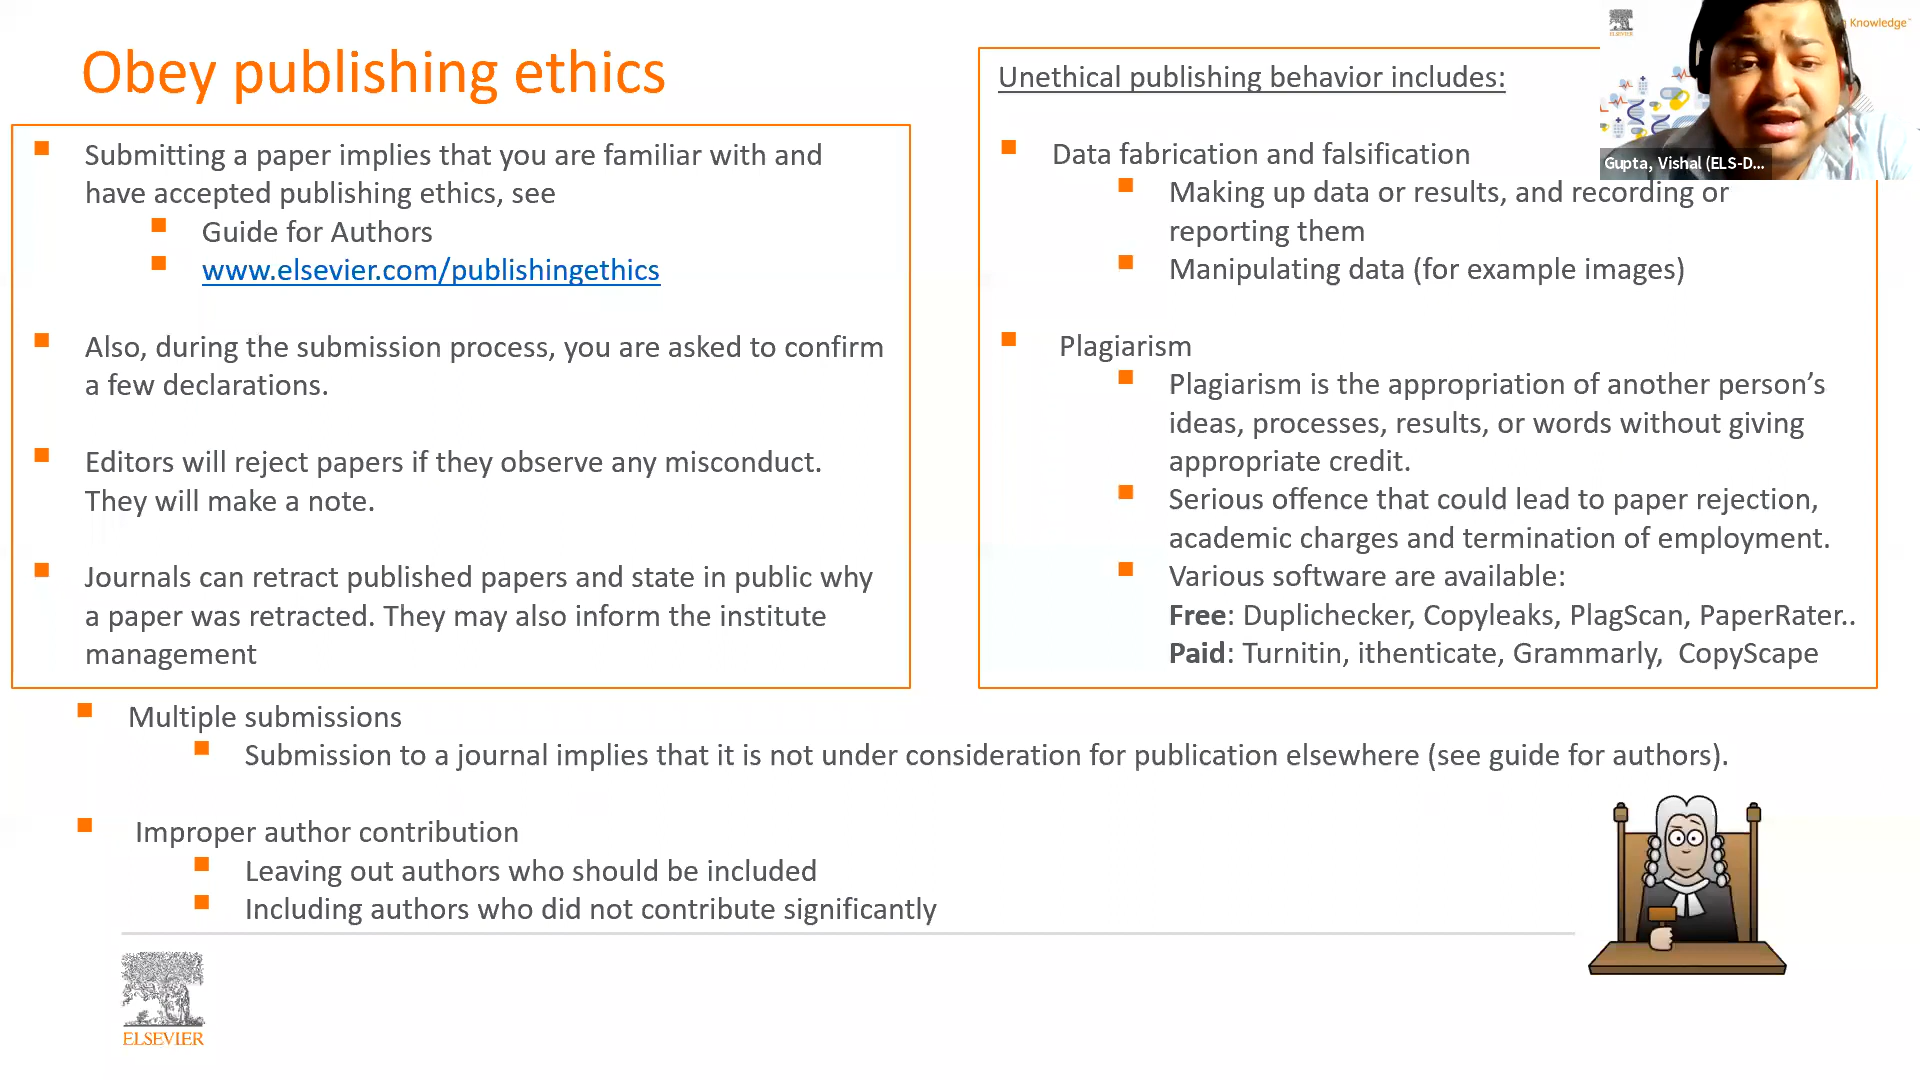 Obey publishing ethics
Submitting a paper implies that you are familiar with and
have accepted publishing ethics, see
Guide for Authors
www.elsevier.com/publishingethics
Also, during the submission process, you are asked to confirm
a few declarations.
Editors will reject papers if they observe any misconduct.
They will make a note.
Journals can retract published papers and state in public why
a paper was retracted. They may also inform the institute
management
Unethical publishing behavior includes:
Data fabrication and falsification
Making up data or results, and recording or
reporting them
Manipulating data (for example images)
Plagiarism
Plagiarism is the appropriation of another person’s
ideas, processes, results, or words without giving
appropriate credit.
Serious offence that could lead to paper rejection,
academic charges and termination of employment.
Various software are available:
Free: Duplichecker, Copyleaks, PlagScan, PaperRater..
Paid: Turnitin, ithenticate, Grammarly, CopyScape
Multiple submissions
Submission to a journal implies that it is not under consideration for publication elsewhere (see guide for authors).
Improper author contribution
Leaving out authors who should be included
Including authors who did not contribute significantly
ELSEVIER
ELSEVIER
Knowledge
Gupta, Vishal (ELS-D...